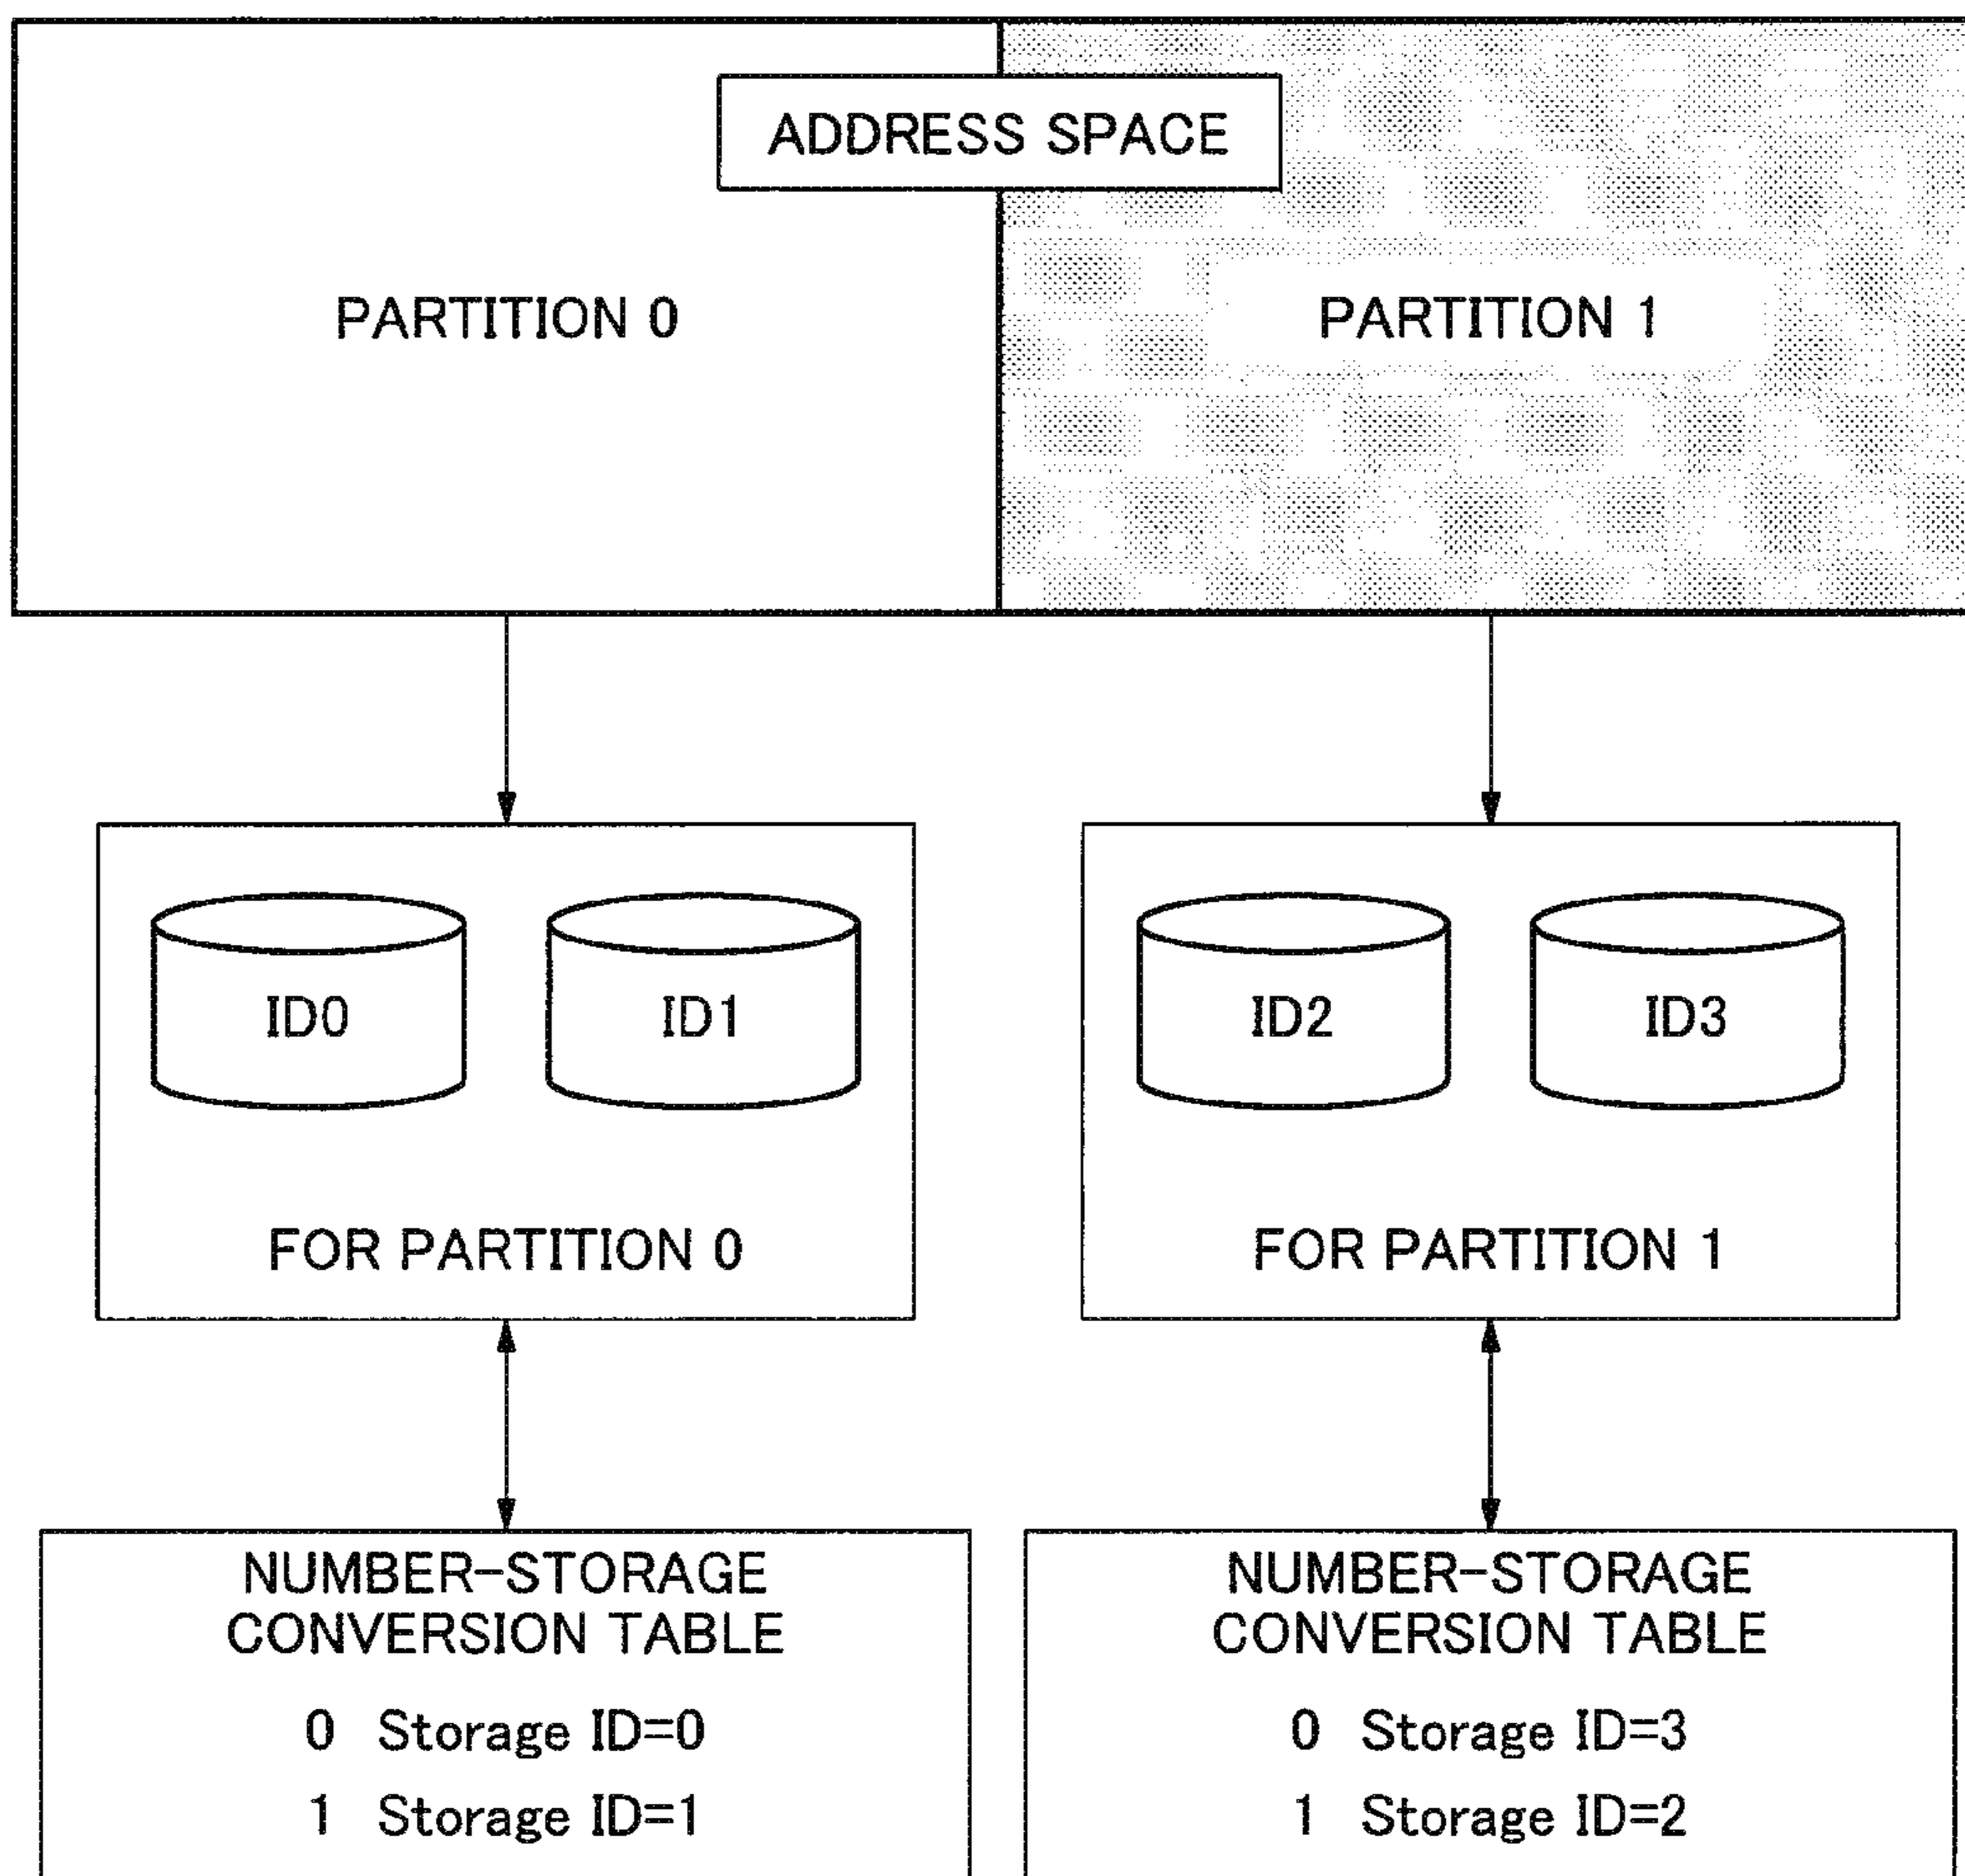 ADDRESS SPACE
PARTITION 0
PARTITION 1
ID0
ID1
FOR PARTITION 0
ID2
ID3
FOR PARTITION 1
NUMBER-STORAGE
CONVERSION TABLE
0 Storage ID=0
1 Storage ID=1
NUMBER-STORAGE
CONVERSION TABLE
0 Storage ID=3
1 Storage ID=2